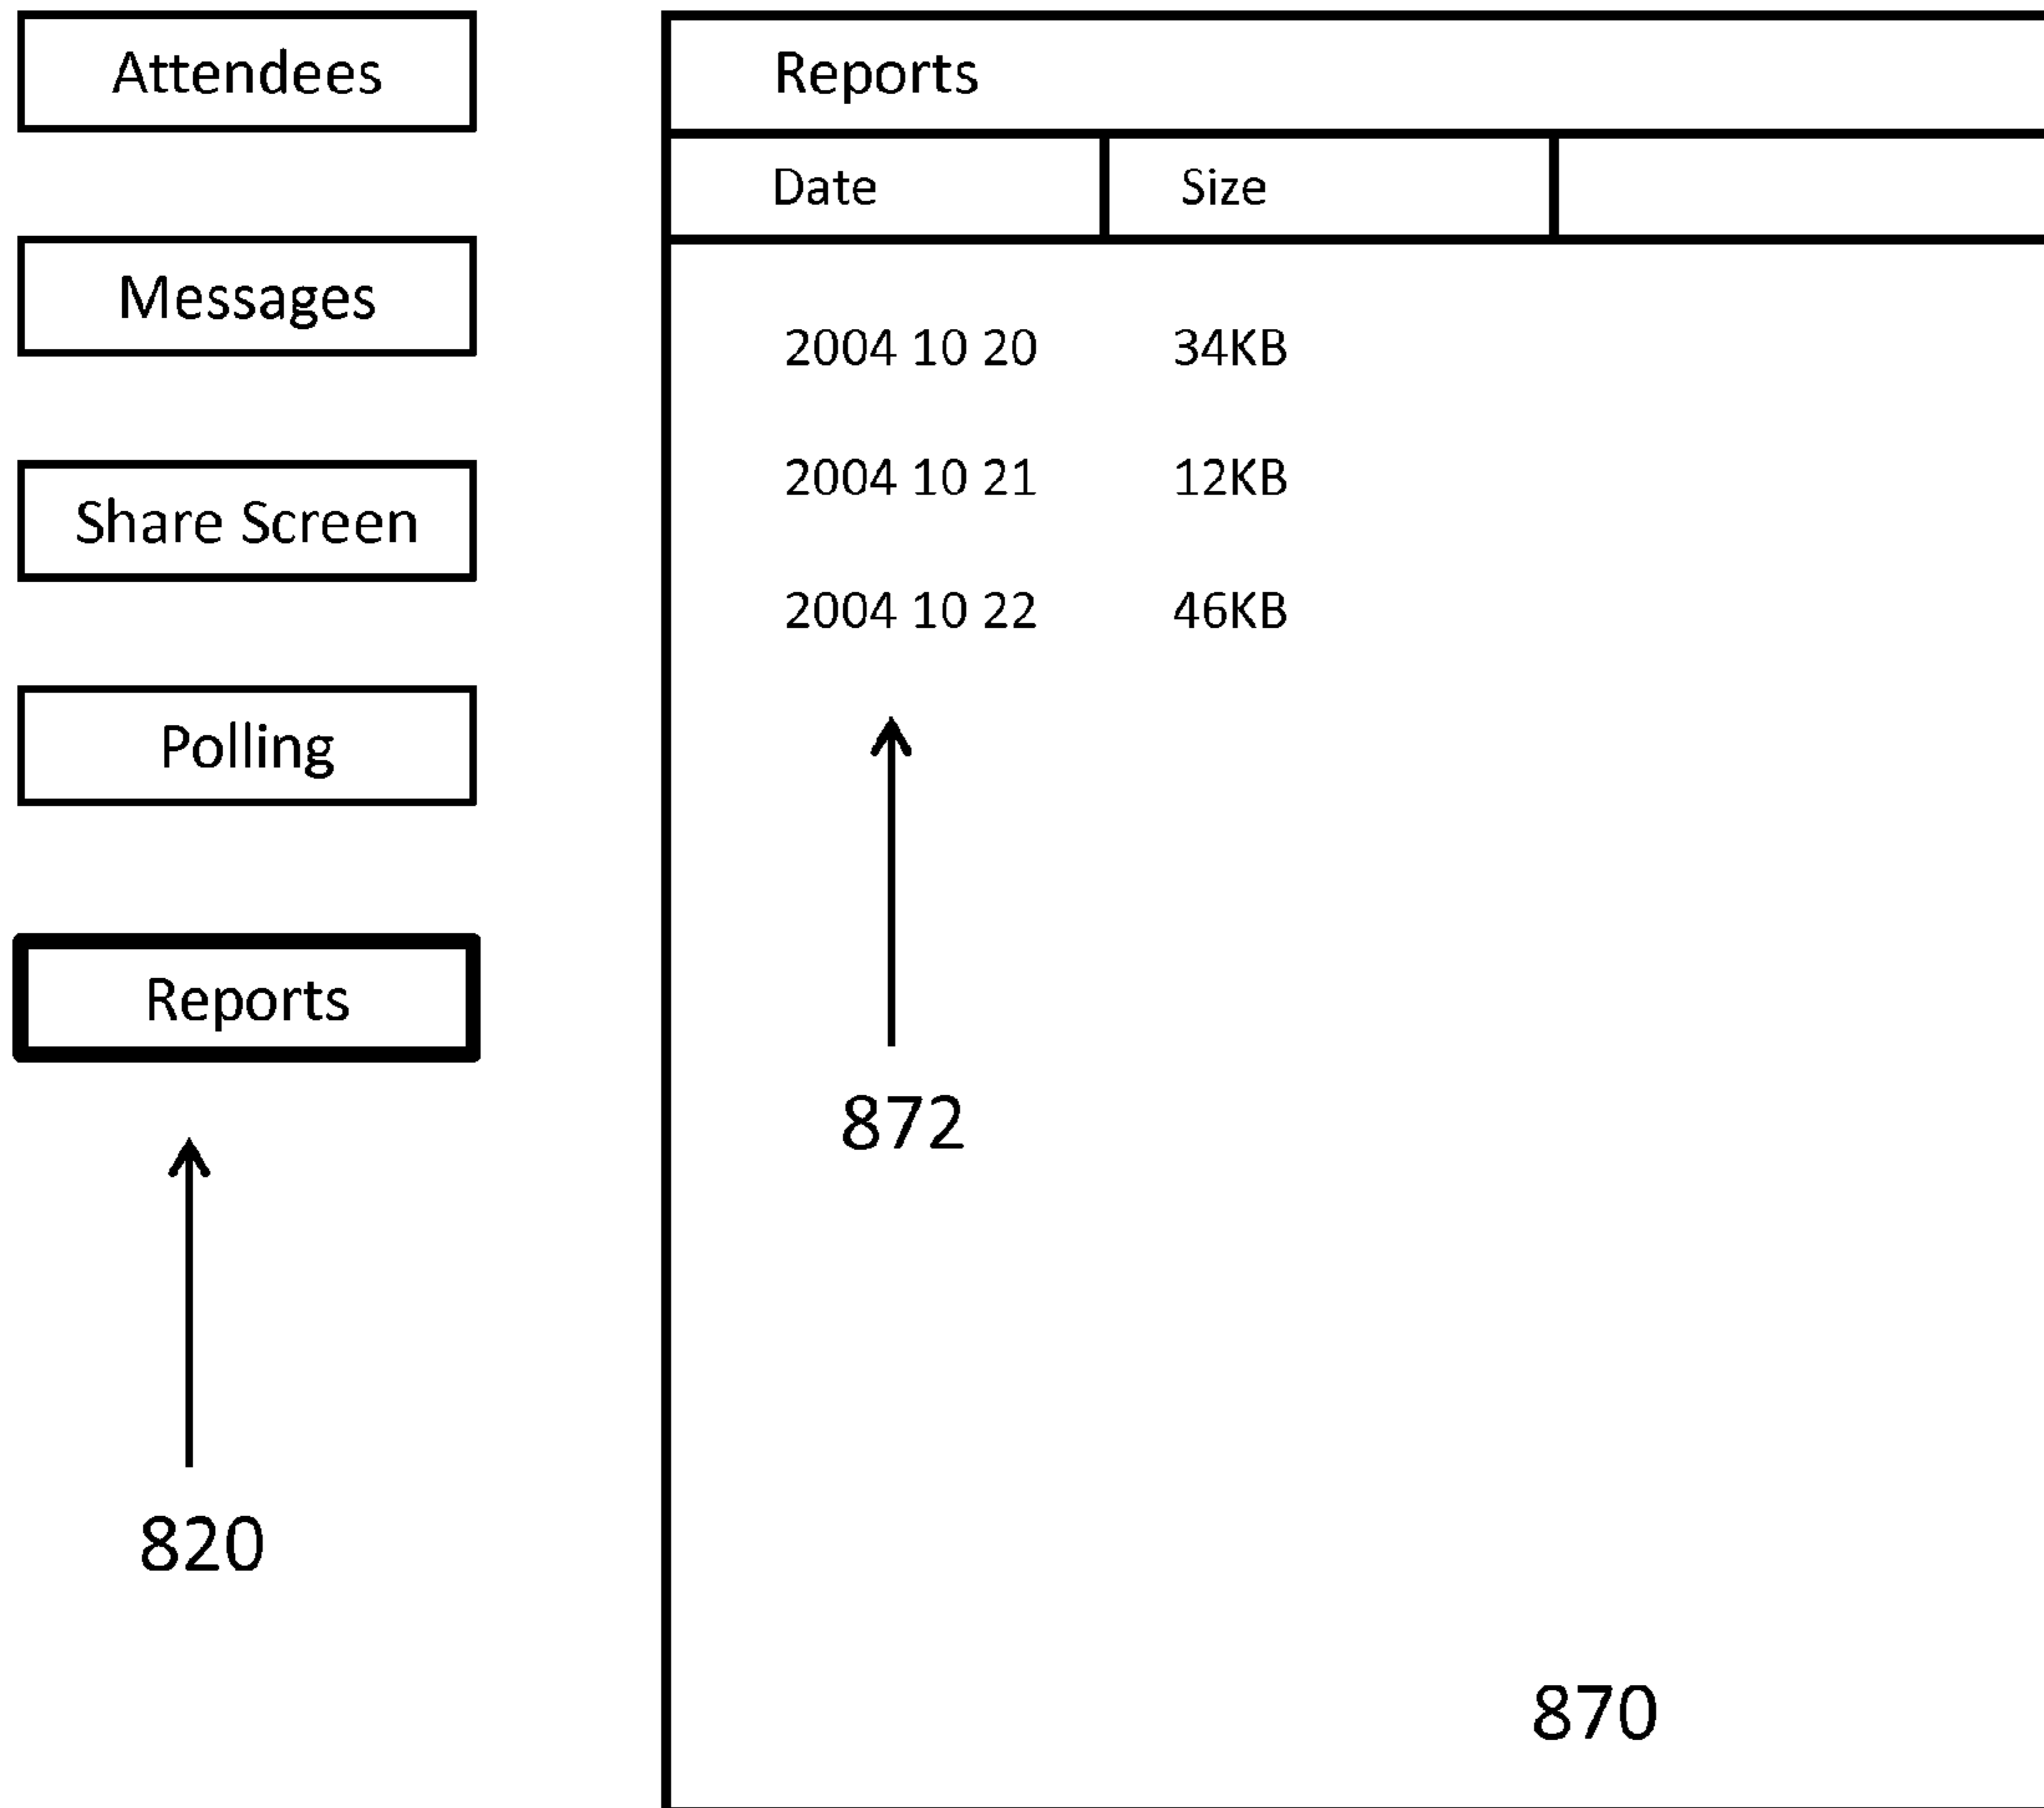 Attendees
Messages
Share Screen
Polling
Reports
820
Reports
Date Size
2004 10 20 34KB
2004 10 21 12KB
2004 10 22 46KB
872
870